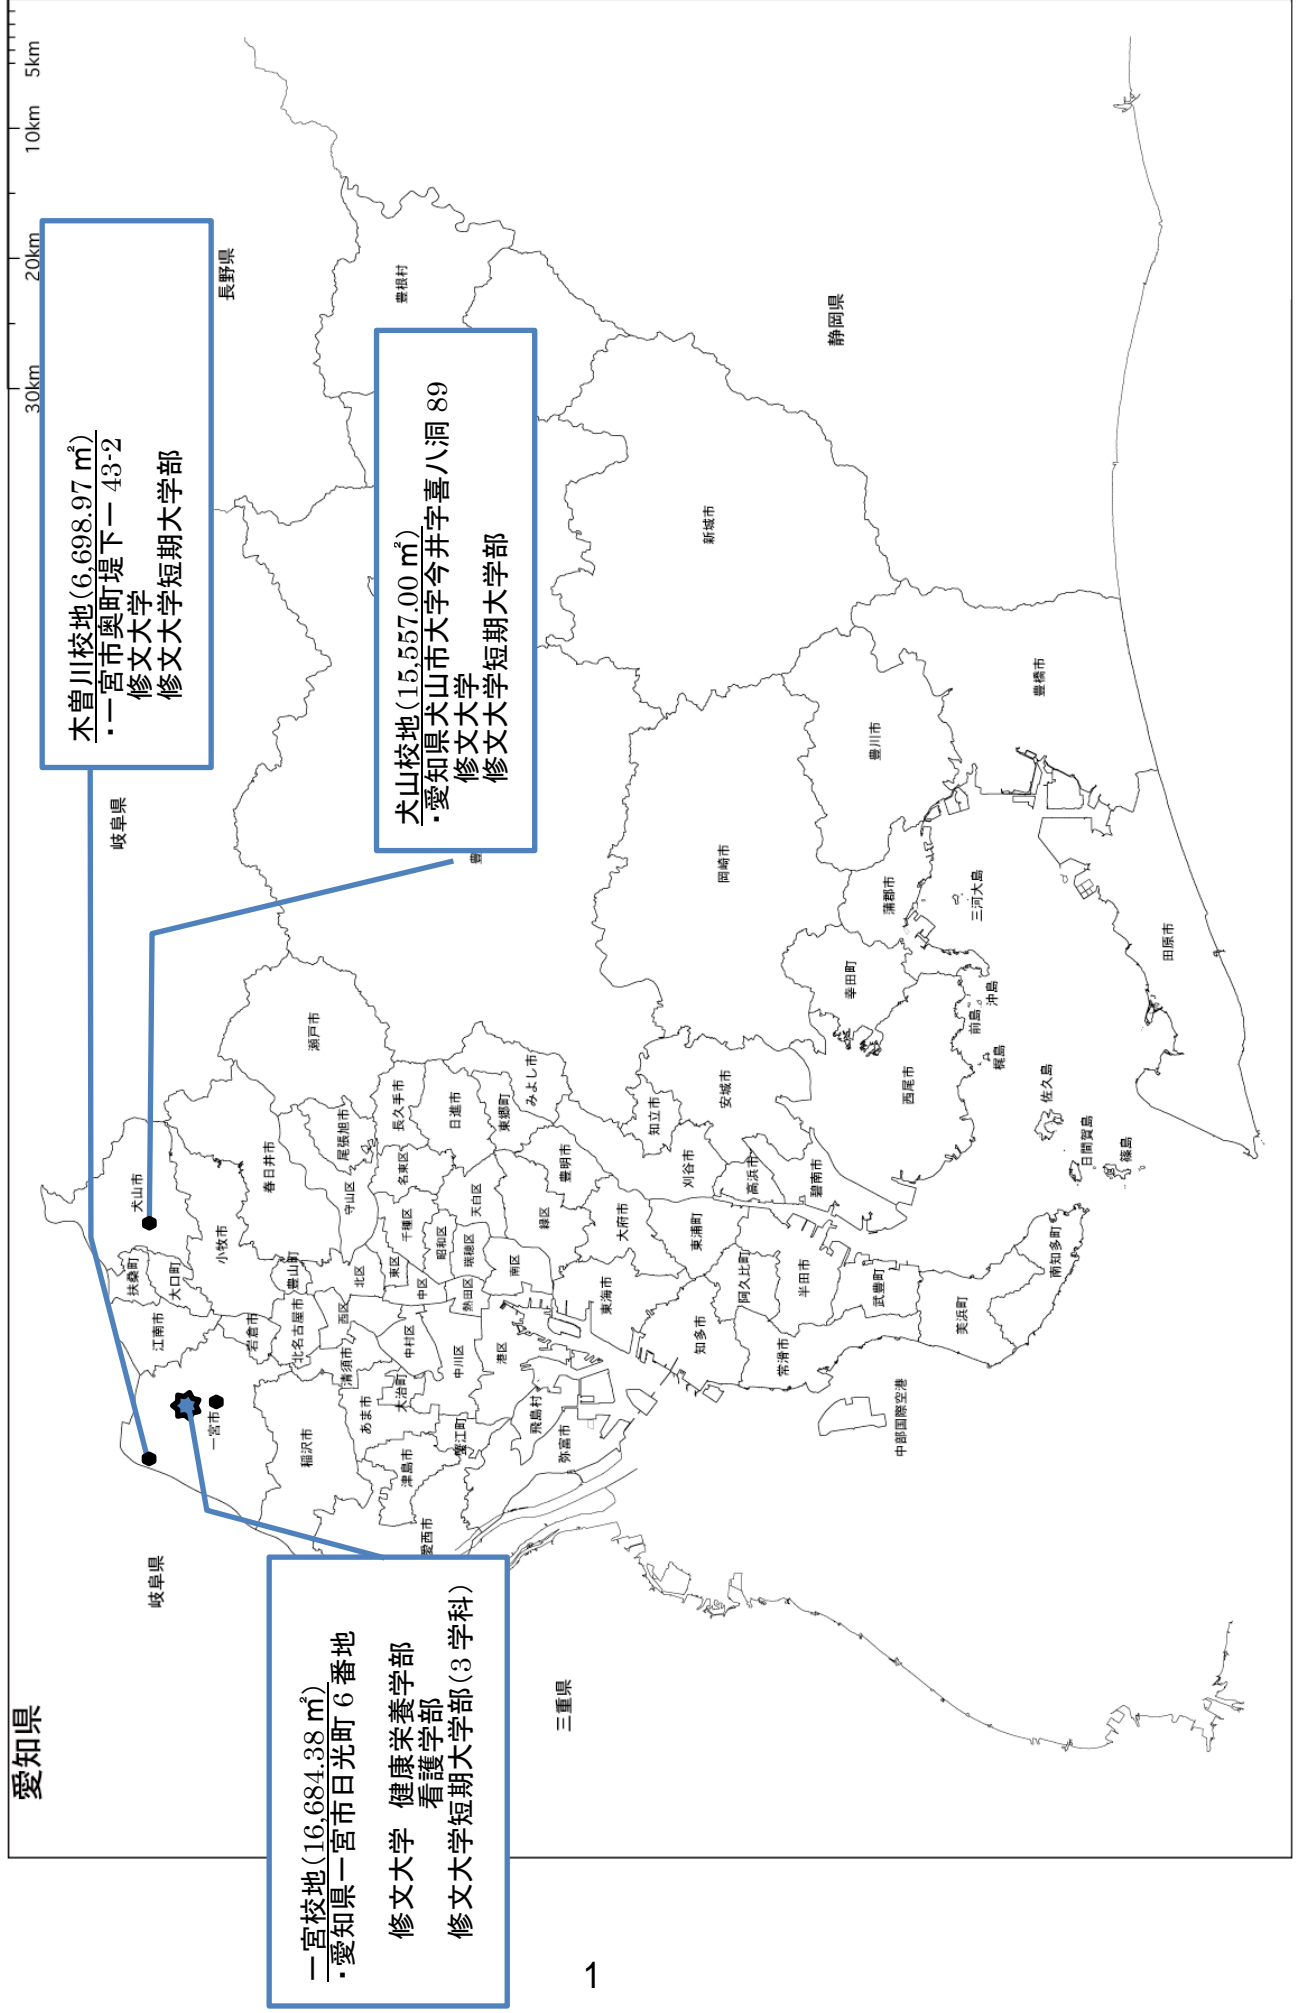 愛知県
5km
10km
20km
30km
木曽川校地(6,698.97 ㎡)
・一宮市奥町堤下一 43-2
修文大学
修文大学短期大学部
犬山校地(15,557.00 ㎡)
・愛知県犬山市大字今井字喜八洞 89
修文大学
修文大学短期大学部
一宮校地(16,684.38 ㎡)
・愛知県一宮市日光町 6 番地
修文大学 健康栄養学部
看護学部
修文大学短期大学部(3 学科)
岐阜県
岐阜県
長野県
静岡県
三重県
豊根村
豊
新城市
豊橋市
豊川市
岡崎市
蒲郡市
三河大島
田原市
幸田町
沖島
前島
梶島
西尾市
佐久島
日間賀島
篠島
瀬戸市
尾張旭市
長久手市
日進市
東郷町
みよし市
知立市
安城市
刈谷市
高浜市
碧南市
豊明市
犬山市
扶桑町
大口町
江南市
小牧市
春日井市
守山区
名東区
千種区
昭和区
天白区
瑞穂区
緑区
南区
北区
東区
中区
熱田区
西区
中村区
中川区
港区
豊山町
北名古屋市
岩倉市
清須市
一宮市
稲沢市
あま市
大治町
津島市
蟹江町
愛西市
飛島村
弥富市
大府市
東浦町
東海市
知多市
阿久比町
半田市
常滑市
武豊町
美浜町
南知多町
中部国際空港
1